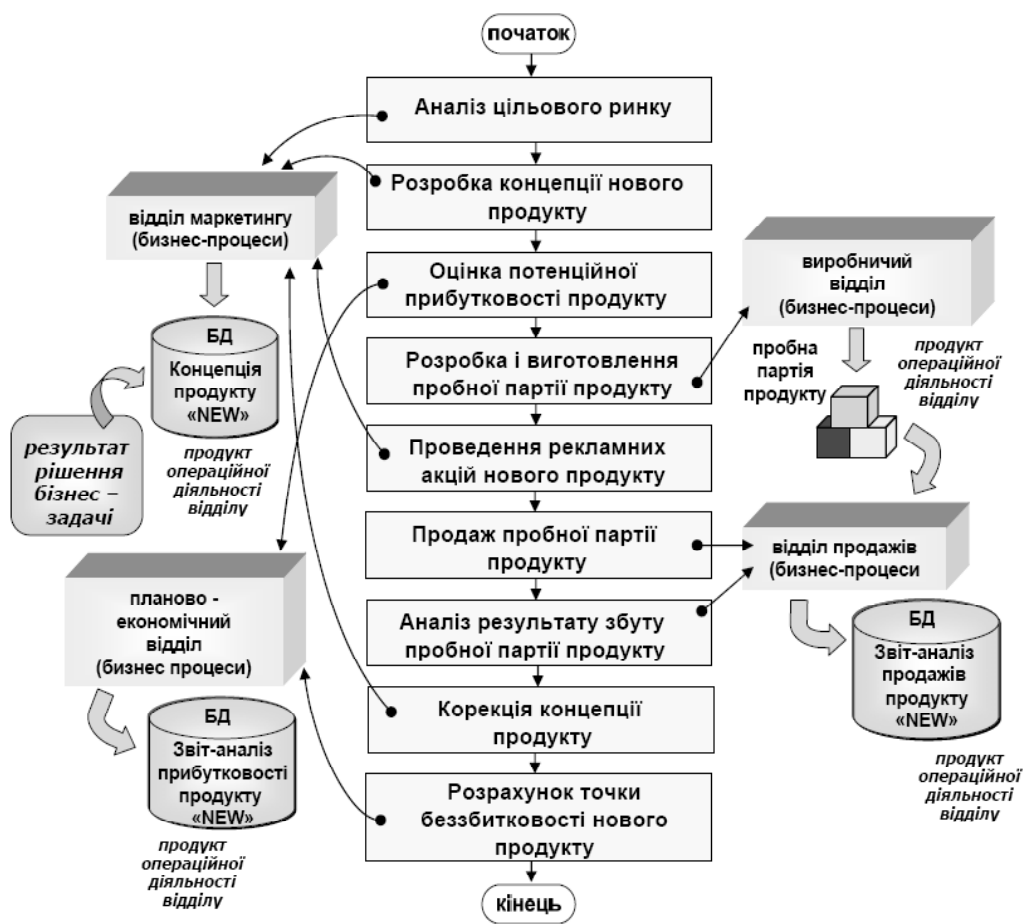 початок
Аналіз цільового ринку
Розробка концепції нового
продукту
Оцінка потенційної
прибутковості продукту
Розробка і виготовлення
пробної партії продукту
Проведення рекламних
акцій нового продукту
Продаж пробної партії
продукту
Аналіз результату збуту
пробної партії продукту
Корекція концепції
продукту
Розрахунок точки
беззбитковості нового
продукту
кінець
відділ маркетингу
(бизнес-процеси)
БД
Концепція
продукту
«NEW»
результат
рішення
бізнес –
задачі
продукт
операційної
діяльності
відділу
планово -
економічний
відділ
(бизнес процеси)
БД
Звіт-аналіз
прибутковості
продукту
«NEW»
продукт
операційної
діяльності
відділу
виробничий
відділ
(бизнес-процеси)
пробна
партія
продукту
продукт
операційної
діяльності
відділу
відділ продажів
(бизнес-процеси
БД
Звіт-аналіз
продажів
продукту
«NEW»
продукт
операційної
діяльності
відділу